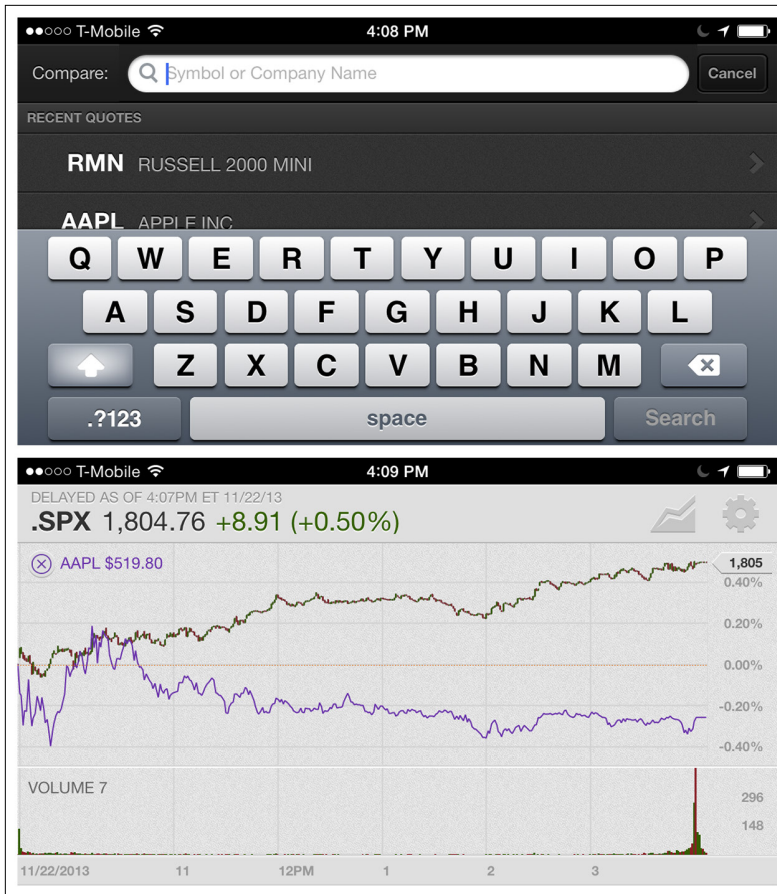 T-Mobile 4:08 PM
Compare: Symbol or Company Name Cancel
RECENT QUOTES
RMN RUSSELL 2000 MINI
AAPL APPLE INC
Q W E R T Y U I O P
A S D F G H J K L
Z X C V B N M
.?123 space Search
T-Mobile 4:09 PM
DELAYED AS OF 4:07PM ET 11/22/13
.SPX 1,804.76 +8.91 (+0.50%)
AAPL $519.80
1,805
0.40%
0.20%
0.00%
-0.20%
-0.40%
VOLUME 7
296
148
11/22/2013 11 12PM 1 2 3